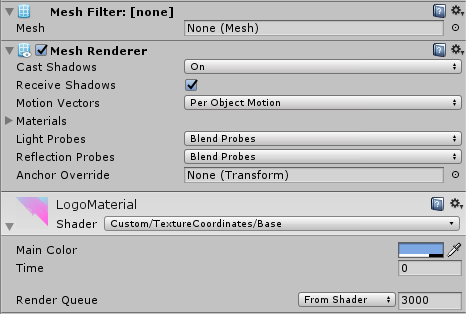 Mesh Filter: [none]
Mesh None (Mesh)
Mesh Renderer
Cast Shadows On
Receive Shadows
Motion Vectors Per Object Motion
Materials
Light Probes Blend Probes
Reflection Probes Blend Probes
Anchor Override None (Transform)
LogoMaterial
Shader Custom/TextureCoordinates/Base
Main Color
Time 0
Render Queue From Shader 3000